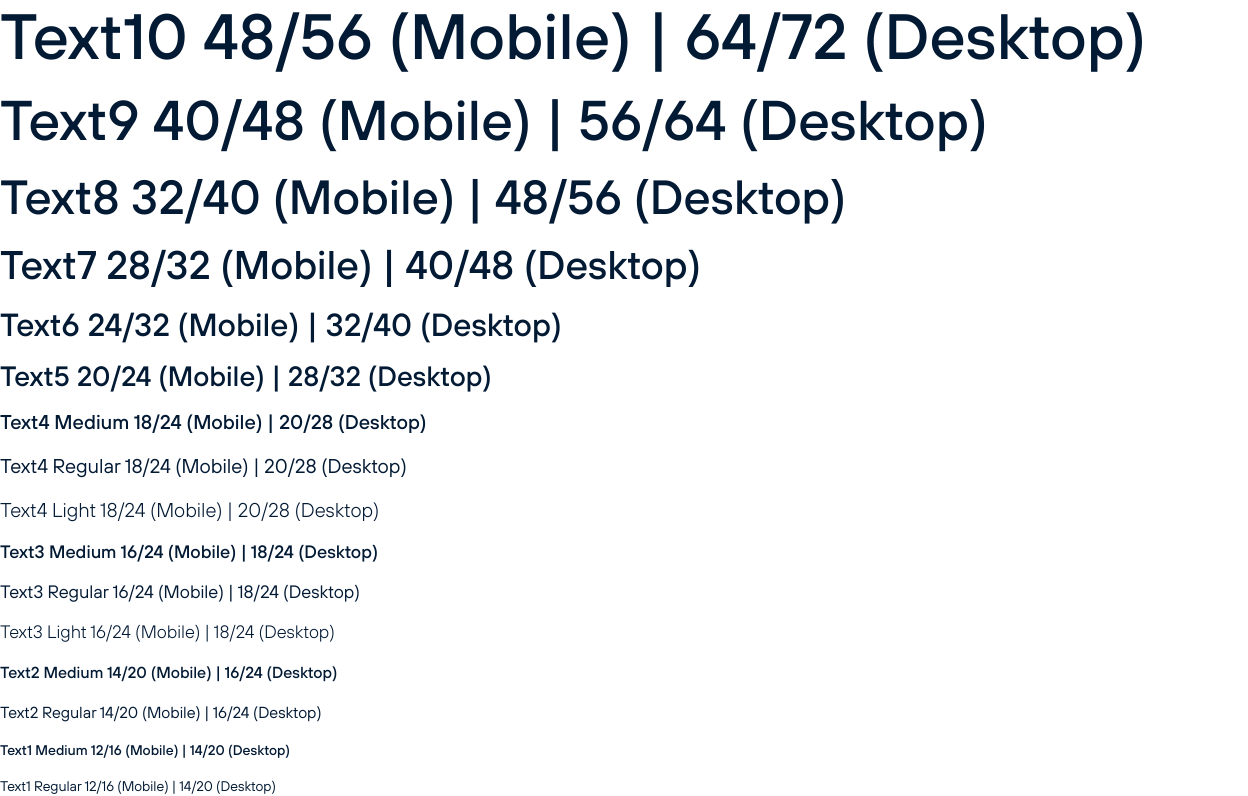 Text10 48/56 (Mobile) | 64/72 (Desktop)
Text9 40/48 (Mobile) | 56/64 (Desktop)
Text8 32/40 (Mobile) | 48/56 (Desktop)
Text7 28/32 (Mobile) | 40/48 (Desktop)
Text6 24/32 (Mobile) | 32/40 (Desktop)
Text5 20/24 (Mobile) | 28/32 (Desktop)
Text4 Medium 18/24 (Mobile) | 20/28 (Desktop)
Text4 Regular 18/24 (Mobile) | 20/28 (Desktop)
Text4 Light 18/24 (Mobile) | 20/28 (Desktop)
Text3 Medium 16/24 (Mobile) | 18/24 (Desktop)
Text3 Regular 16/24 (Mobile) | 18/24 (Desktop)
Text3 Light 16/24 (Mobile) | 18/24 (Desktop)
Text2 Medium 14/20 (Mobile) | 16/24 (Desktop)
Text2 Regular 14/20 (Mobile) | 16/24 (Desktop)
Text1 Medium 12/16 (Mobile) | 14/20 (Desktop)
Text1 Regular 12/16 (Mobile) | 14/20 (Desktop)